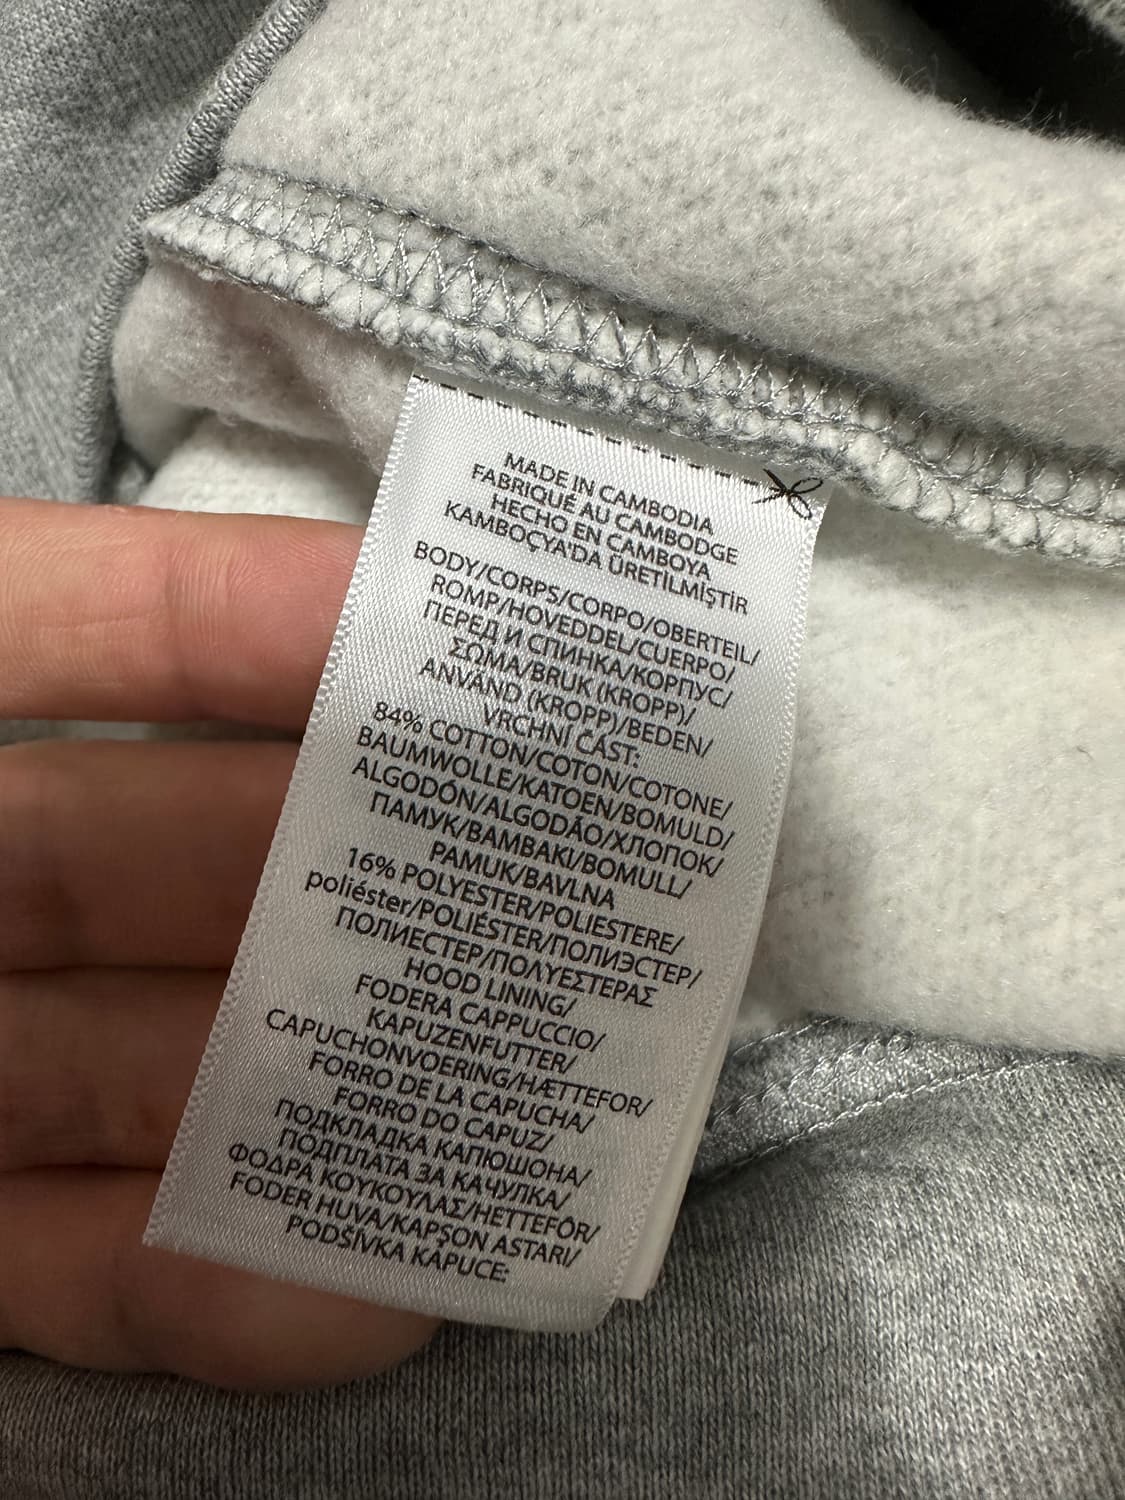 MADE IN CAMBODIA
FABRIQUÉ AU CAMBODGE
HECHO EN CAMBOYA
KAMBOÇYA'DA ÜRETİLMİŞTİR
BODY/CORPS/CORPO/OBERTEIL/
ROMP/HOVEDDEL/CUERPO/
ПЕРЕД И СПИНКА/КОРПУС/
ΣΩΜΑ/BRUK (KROPP)/
ANVÄND (KROPP)/BEDEN/
VRCHNÍ ČÁST:
84% COTTON/COTON/COTONE/
BAUMWOLLE/KATOEN/BOMULD/
ALGODÓN/ALGODÃO/ХЛОПОК/
ПАМУК/BAMBAKI/BOMULL/
PAMUK/BAVLNA
16% POLYESTER/POLIESTERE/
poliéster/POLIÉSTER/ПОЛИЭСТЕР/
ПОЛИЕСТЕР/ΠΟΛΥΕΣΤΕΡΑΣ
HOOD LINING/
FODERA CAPPUCCIO/
KAPUZENFUTTER/
CAPUCHONVOERING/HÆTTEFOR/
FORRO DE LA CAPUCHA/
FORRO DO CAPUZ/
ПОДКЛАДКА КАПЮШОНА/
ПОДПЛАТА ЗА КАЧУЛКА/
ΦΟΔΡΑ ΚΟΥΚΟΥΛΑΣ/HETTEFÔR/
FODER HUVA/KAPŞON ASTARI/
PODŠÍVKA KAPUCE: